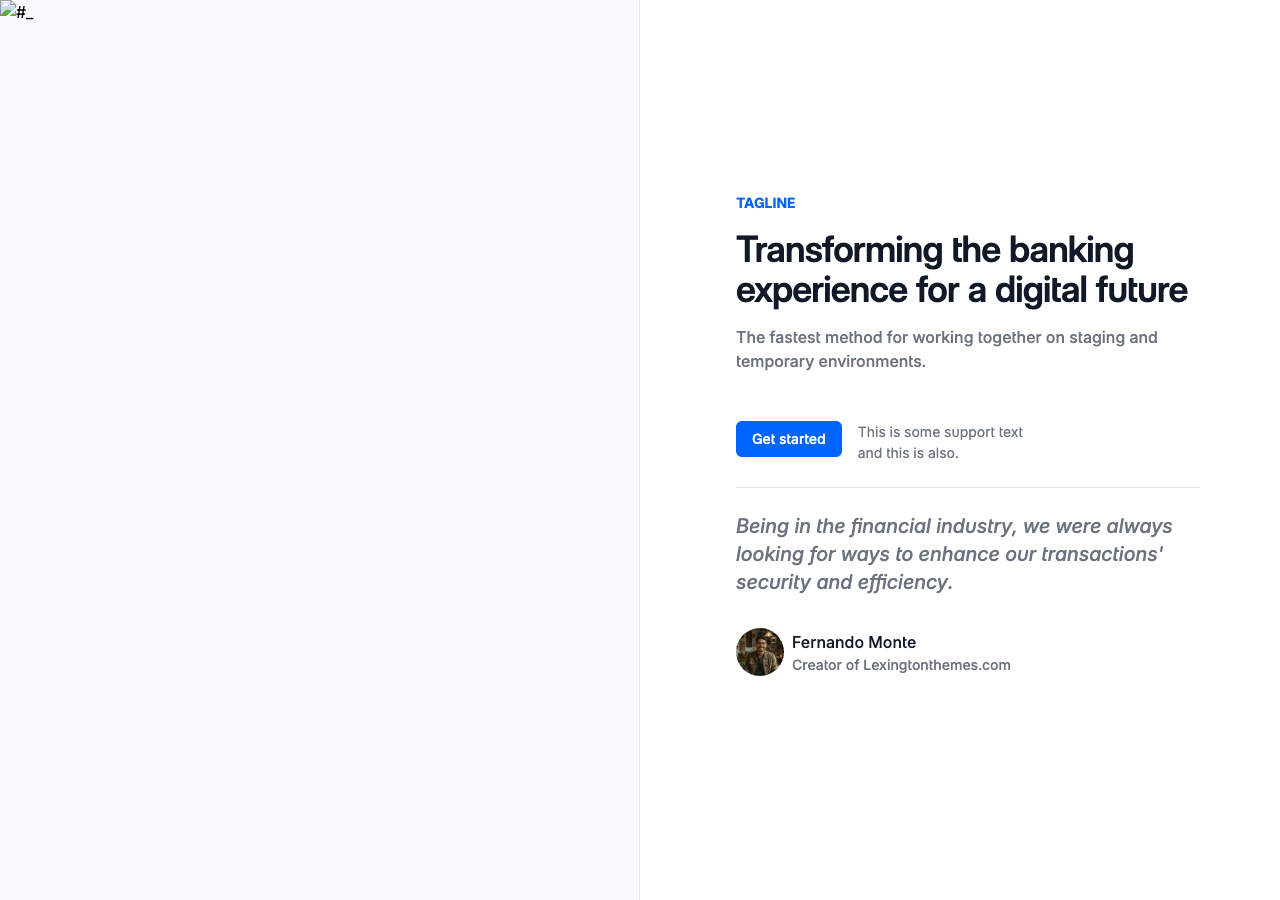 #_
TAGLINE
Transforming the banking
experience for a digital future
The fastest method for working together on staging and
temporary environments.
Get started
This is some support text
and this is also.
Being in the financial industry, we were always
looking for ways to enhance our transactions'
security and efficiency.
Fernando Monte
Creator of Lexingtonthemes.com